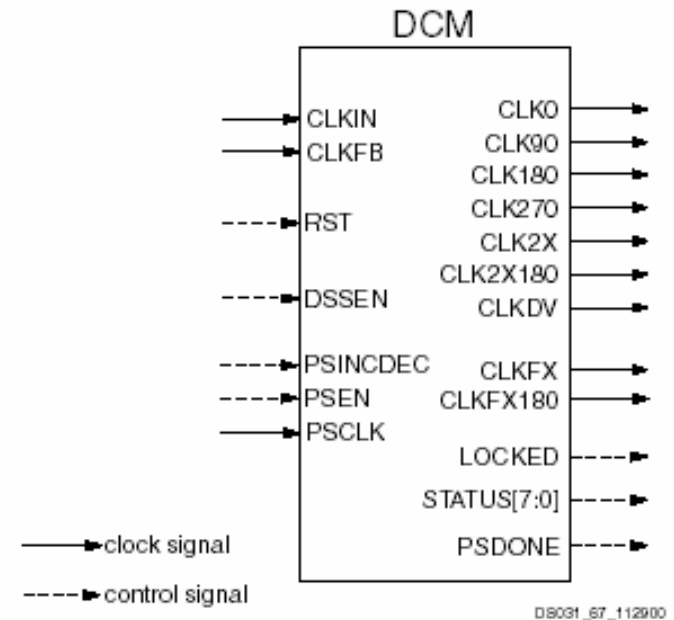 DCM
CLKIN
CLKFB
RST
DSSEN
PSINCDEC
PSEN
PSCLK
CLK0
CLK90
CLK180
CLK270
CLK2X
CLK2X180
CLKDV
CLKFX
CLKFX180
LOCKED
STATUS[7:0]
PSDONE
clock signal
control signal
DS031_67_112900